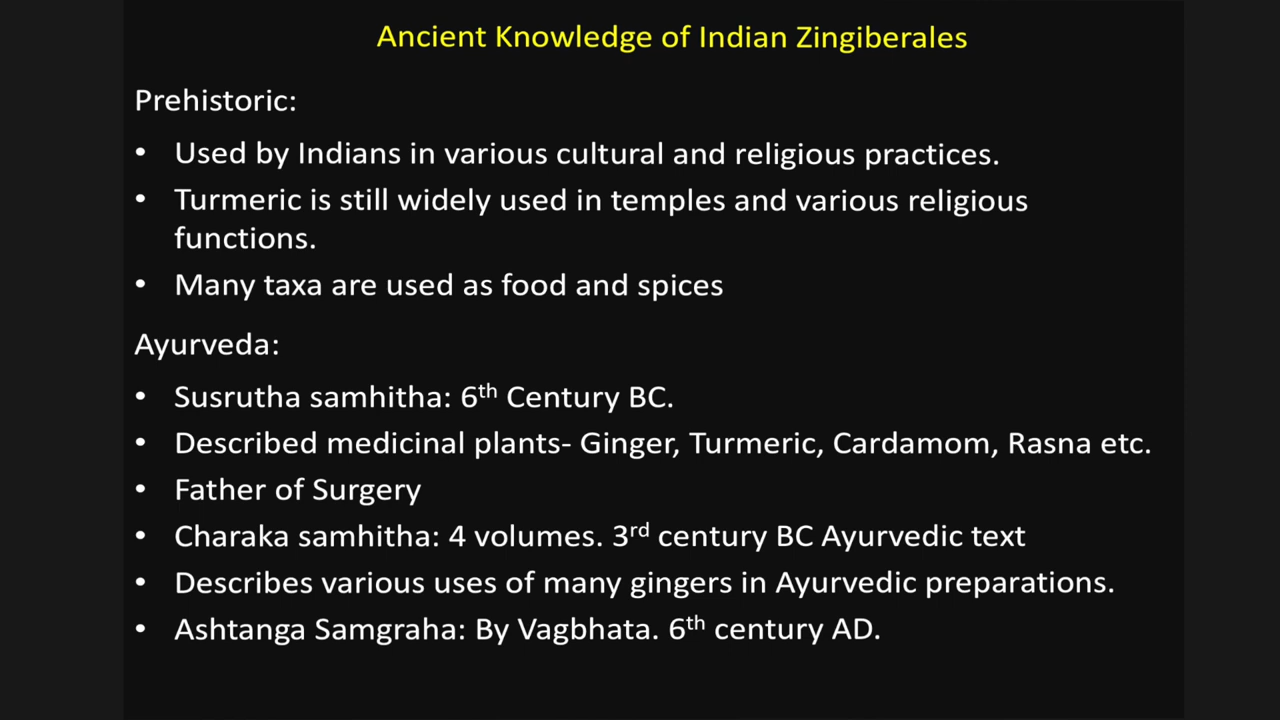 Ancient Knowledge of Indian Zingiberales
Prehistoric:
• Used by Indians in various cultural and religious practices.
• Turmeric is still widely used in temples and various religious
functions.
• Many taxa are used as food and spices
Ayurveda:
• Susrutha samhitha: 6th Century BC.
• Described medicinal plants- Ginger, Turmeric, Cardamom, Rasna etc.
• Father of Surgery
• Charaka samhitha: 4 volumes. 3rd century BC Ayurvedic text
• Describes various uses of many gingers in Ayurvedic preparations.
• Ashtanga Samgraha: By Vagbhata. 6th century AD.